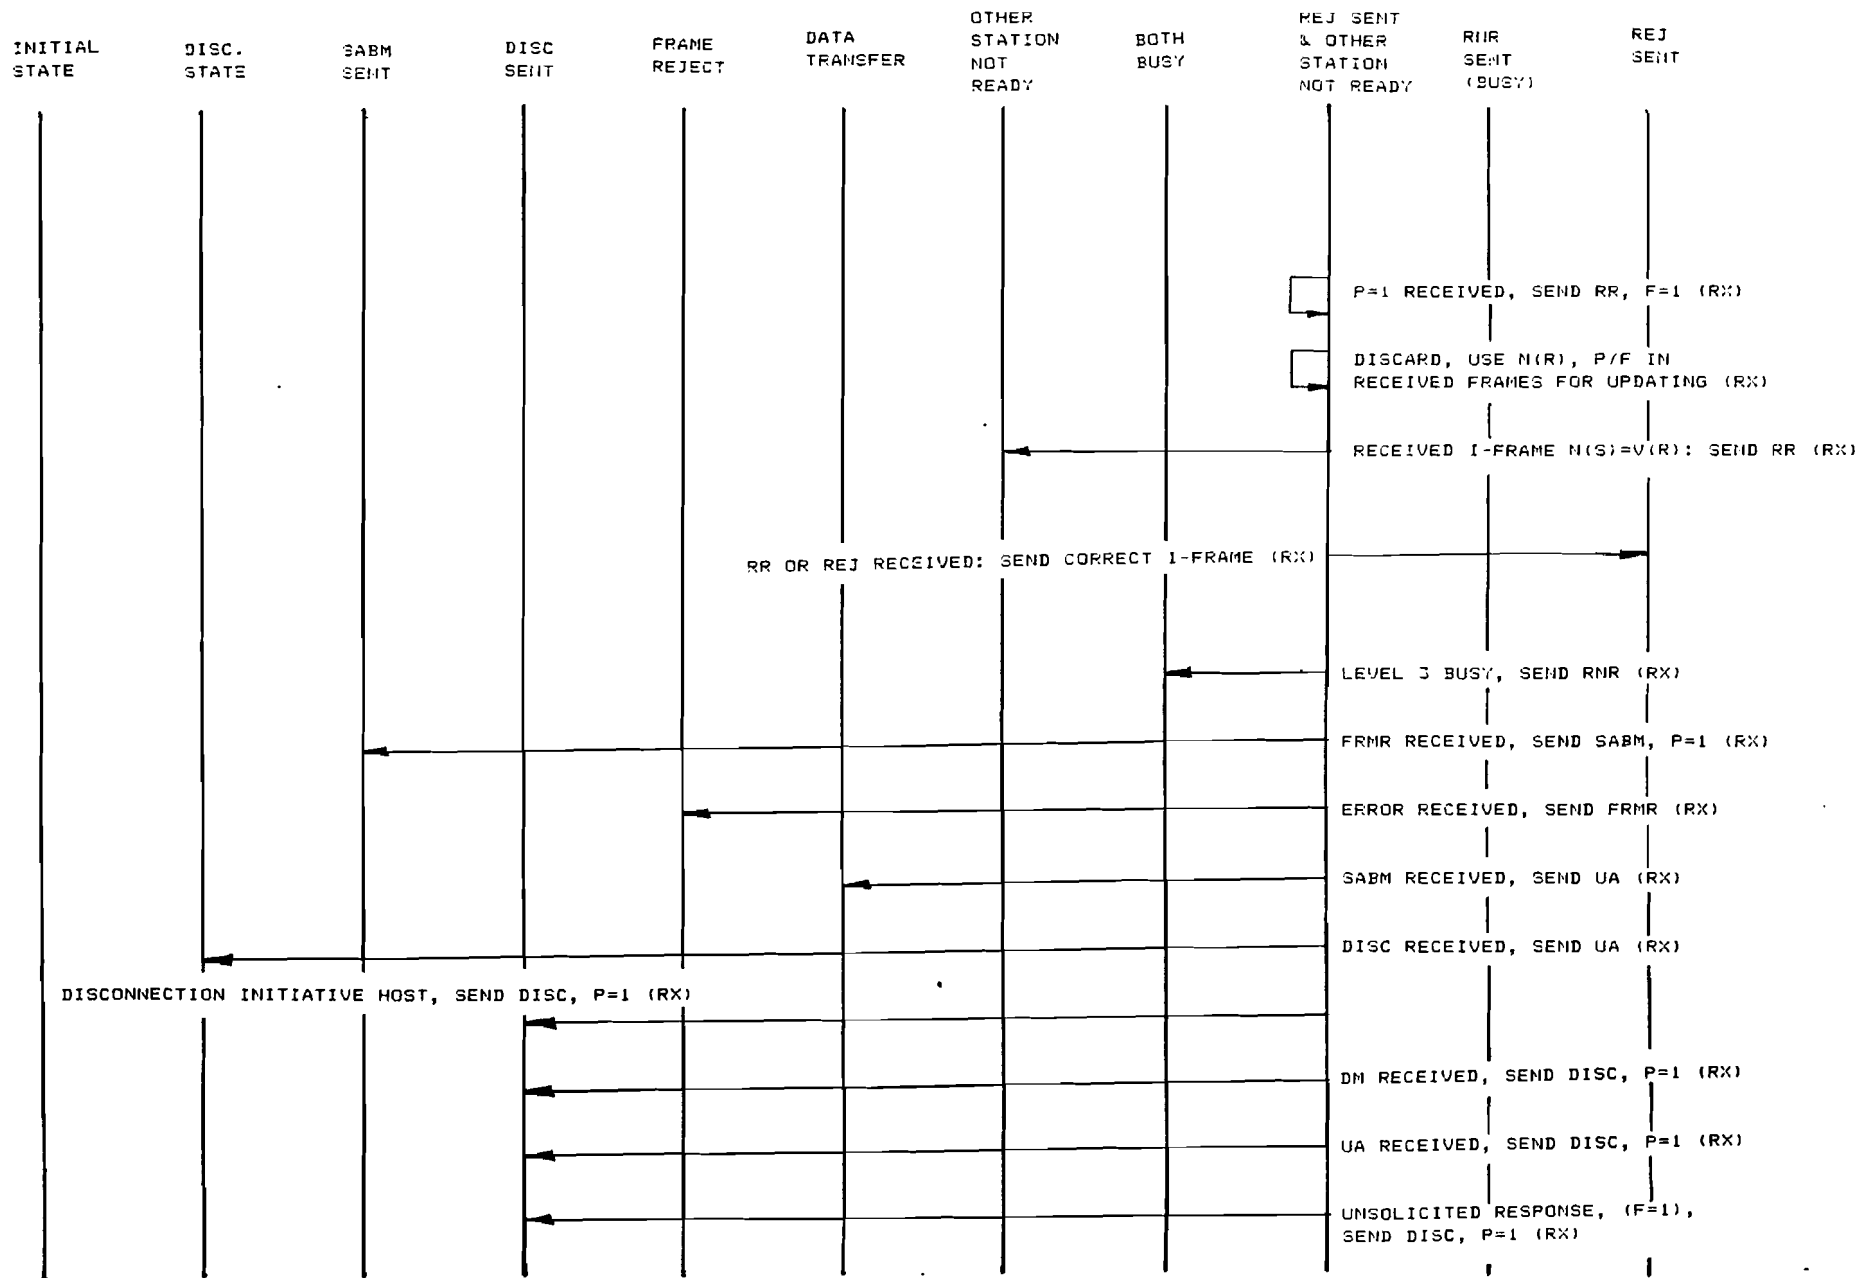 INITIAL
STATE
DISC.
STATE
SABM
SENT
DISC
SENT
FRAME
REJECT
DATA
TRANSFER
OTHER
STATION
NOT
READY
BOTH
BUSY
REJ SENT
& OTHER
STATION
NOT READY
RNR
SENT
(BUSY)
REJ
SENT
P=1 RECEIVED, SEND RR, F=1 (RX)
DISCARD, USE N(R), P/F IN
RECEIVED FRAMES FOR UPDATING (RX)
RECEIVED I-FRAME N(S)=V(R): SEND RR (RX)
RR OR REJ RECEIVED: SEND CORRECT I-FRAME (RX)
LEVEL 3 BUSY, SEND RNR (RX)
FRMR RECEIVED, SEND SABM, P=1 (RX)
ERROR RECEIVED, SEND FRMR (RX)
SABM RECEIVED, SEND UA (RX)
DISC RECEIVED, SEND UA (RX)
DISCONNECTION INITIATIVE HOST, SEND DISC, P=1 (RX)
DM RECEIVED, SEND DISC, P=1 (RX)
UA RECEIVED, SEND DISC, P=1 (RX)
UNSOLICITED RESPONSE, (F=1),
SEND DISC, P=1 (RX)